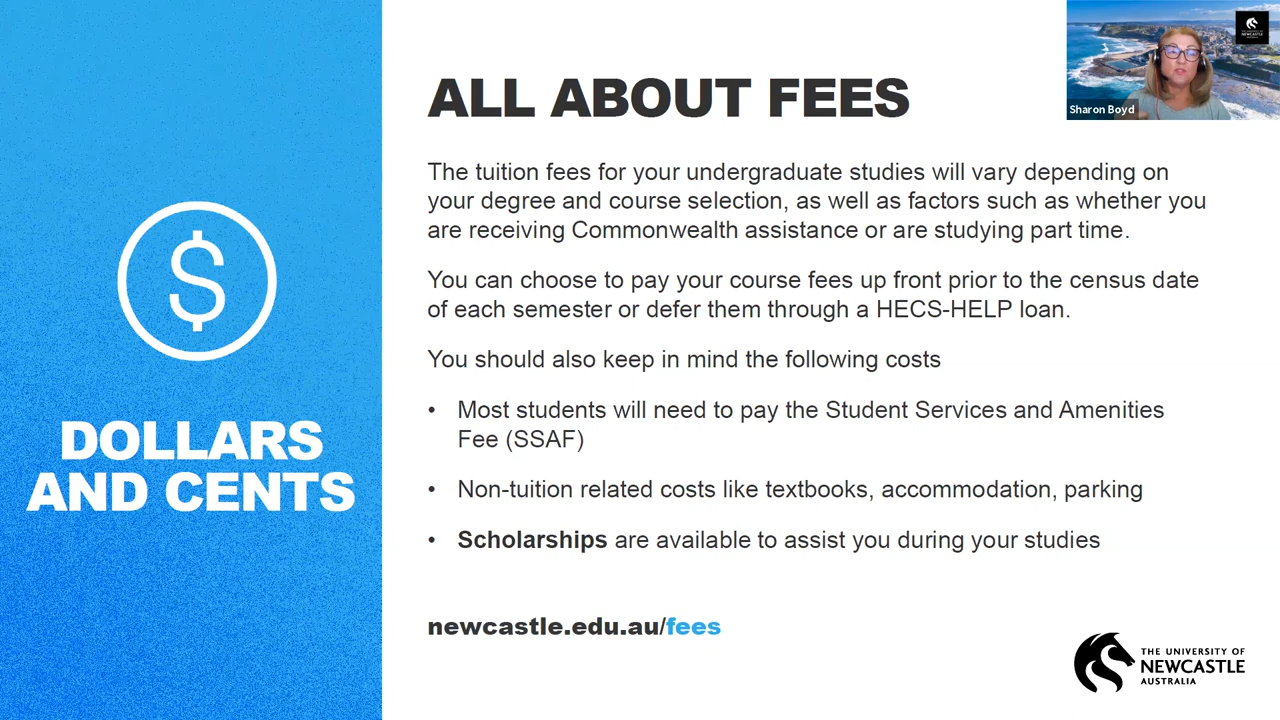 DOLLARS
AND CENTS
ALL ABOUT FEES
The tuition fees for your undergraduate studies will vary depending on
your degree and course selection, as well as factors such as whether you
are receiving Commonwealth assistance or are studying part time.
You can choose to pay your course fees up front prior to the census date
of each semester or defer them through a HECS-HELP loan.
You should also keep in mind the following costs
• Most students will need to pay the Student Services and Amenities
Fee (SSAF)
• Non-tuition related costs like textbooks, accommodation, parking
• Scholarships are available to assist you during your studies
newcastle.edu.au/fees
Sharon Boyd
NEWCASTLE
THE UNIVERSITY OF
NEWCASTLE
AUSTRALIA